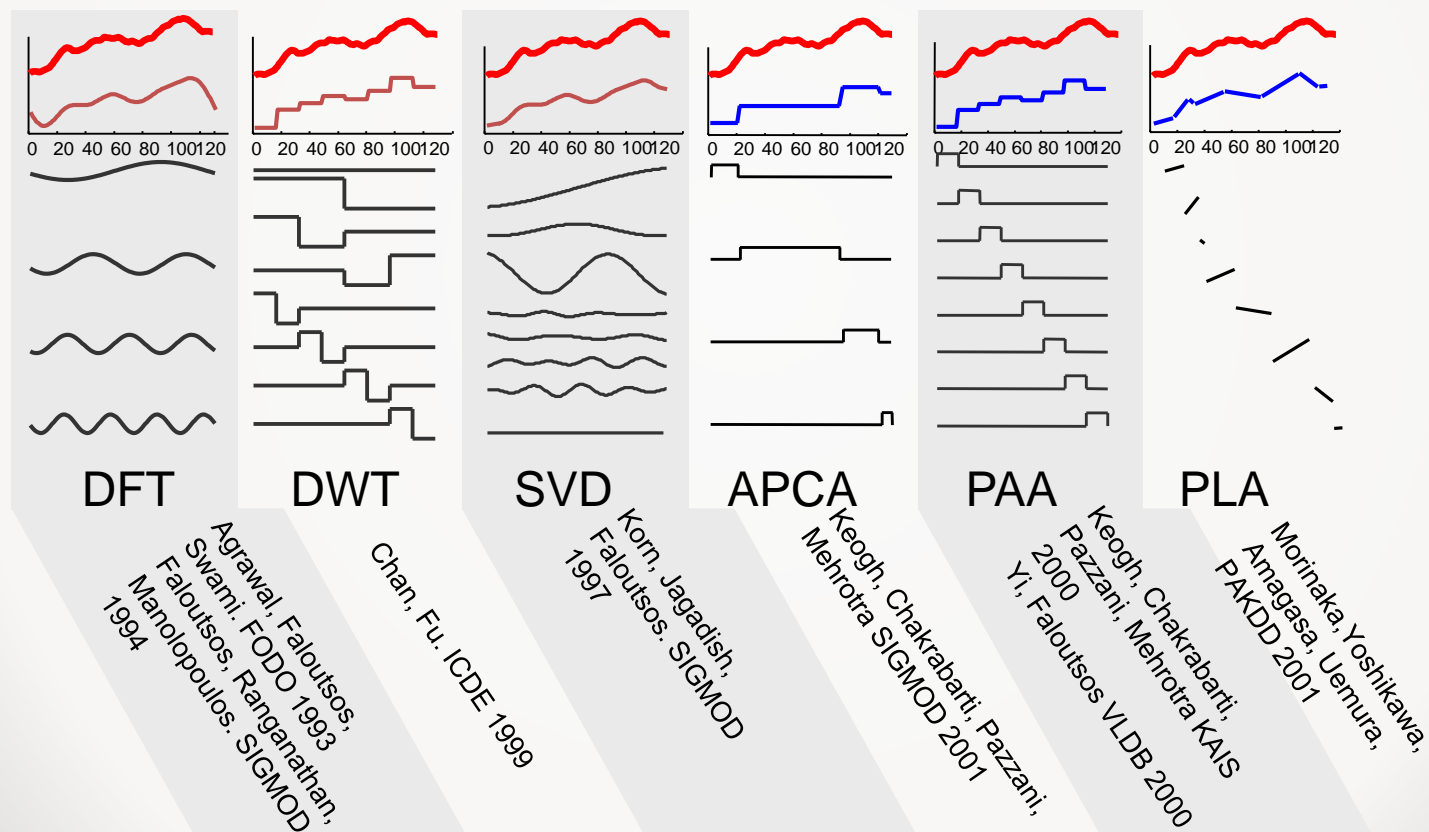 0 20 40 60 80 100120
0 20 40 60 80 100120
0 20 40 60 80 100120
0 20 40 60 80 100120
0 20 40 60 80 100120
0 20 40 60 80 100120
DFT
DWT
SVD
APCA
PAA
PLA
Agrawal, Faloutsos,
Swami. FODO 1993
Faloutsos, Ranganathan,
Manolopoulos. SIGMOD
1994
Chan, Fu. ICDE 1999
Korn, Jagadish,
Faloutsos. SIGMOD
1997
Keogh, Chakrabarti, Pazzani,
Mehrotra SIGMOD 2001
Keogh, Chakrabarti,
Pazzani, Mehrotra KAIS
2000
Yi, Faloutsos VLDB 2000
Morinaka, Yoshikawa,
Amagasa, Uemura,
PAKDD 2001